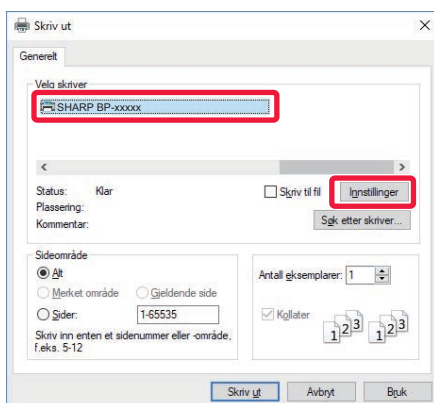 Skriv ut
Generelt
Velg skriver
SHARP BP-xxxxx
Status: Klar
Plassering:
Kommentar:
Skriv til fil
Innstillinger
Søk etter skriver...
Sideområde
Alt
Merket område
Gjeldende side
Sider:
1-65535
Skriv inn enten et sidenummer eller -område,
f.eks. 5-12
Antall eksemplarer: 1
Kollater
1 2 3 1 2 3
Skriv ut
Avbryt
Bruk